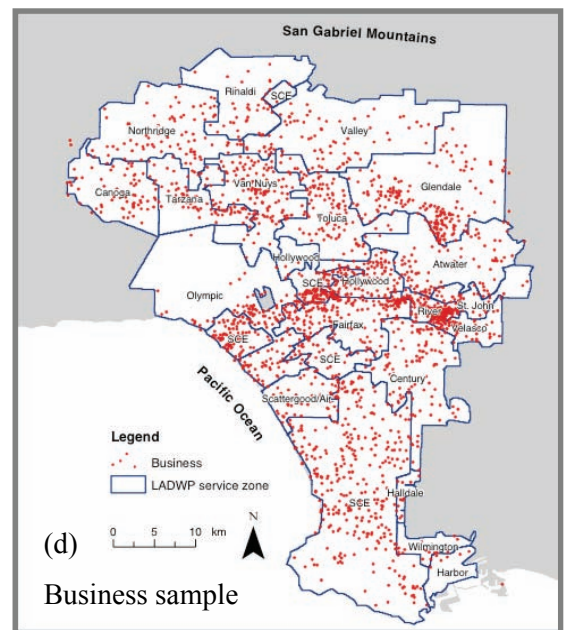 San Gabriel Mountains
Rinaldi
SCE
Northridge
Valley
Van Nuys
Glendale
Canoga
Tarzana
Toluca
Hollywood
Atwater
SCE
Hollywood
Olympic
St. John
River
Fairfax
Velasco
SCE
SCE
Century
Pacific Ocean
Scattergood/Air
Legend
Business
LADWP service zone
SCE
Halldale
0 5 10 km
N
(d)
Wilmington
Harbor
Business sample